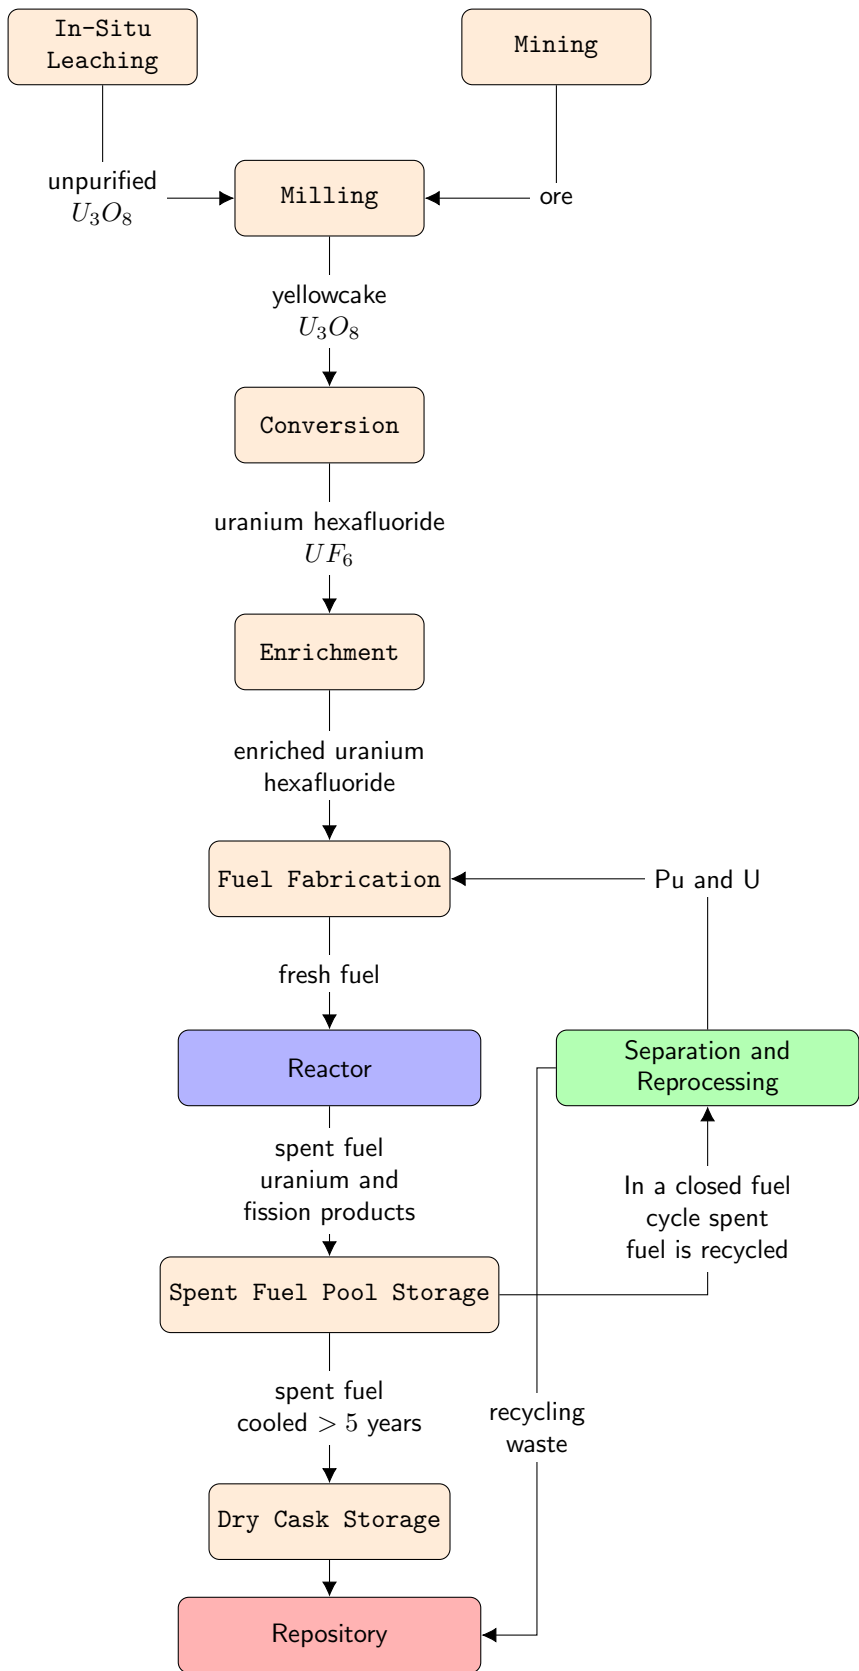 In-Situ
Leaching
Mining
unpurified
U₃O₈
Milling
ore
yellowcake
U₃O₈
Conversion
uranium hexafluoride
UF₆
Enrichment
enriched uranium
hexafluoride
Fuel Fabrication
Pu and U
fresh fuel
Reactor
Separation and
Reprocessing
spent fuel
uranium and
fission products
In a closed fuel
cycle spent
fuel is recycled
Spent Fuel Pool Storage
spent fuel
cooled > 5 years
recycling
waste
Dry Cask Storage
Repository